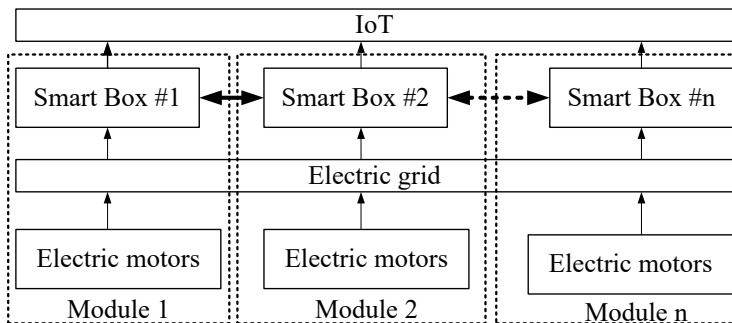 IoT
Smart Box #1
Smart Box #2
Smart Box #n
Electric grid
Electric motors
Electric motors
Electric motors
Module 1
Module 2
Module n